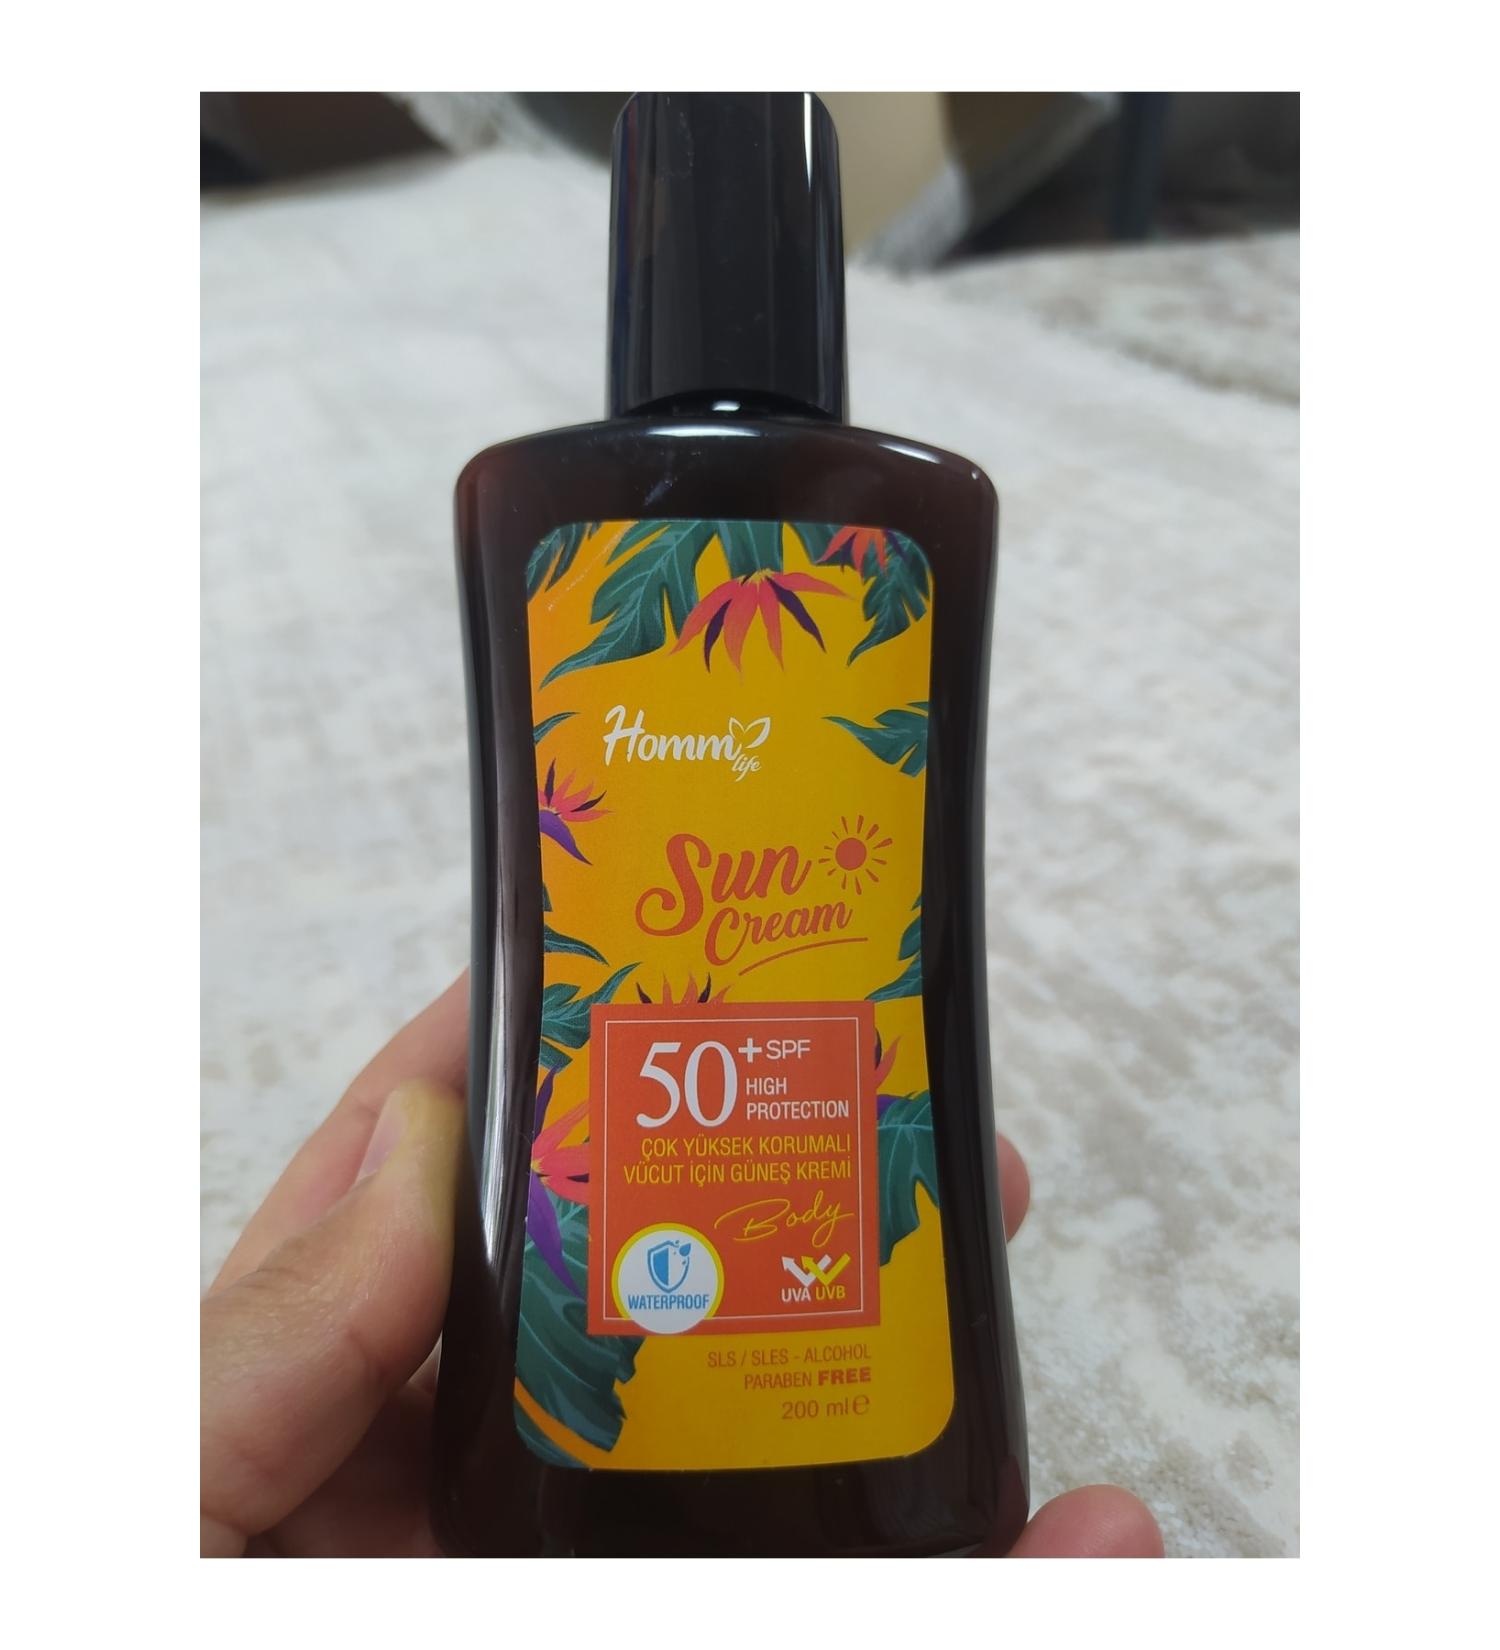 Homm
life
Sun
Cream
50+ SPF
HIGH
PROTECTION
ÇOK YÜKSEK KORUMALI
VÜCUT İÇİN GÜNEŞ KREMİ
Body
WATERPROOF
UVA UVB
SLS / SLES - ALCOHOL
PARABEN FREE
200 ml ℮